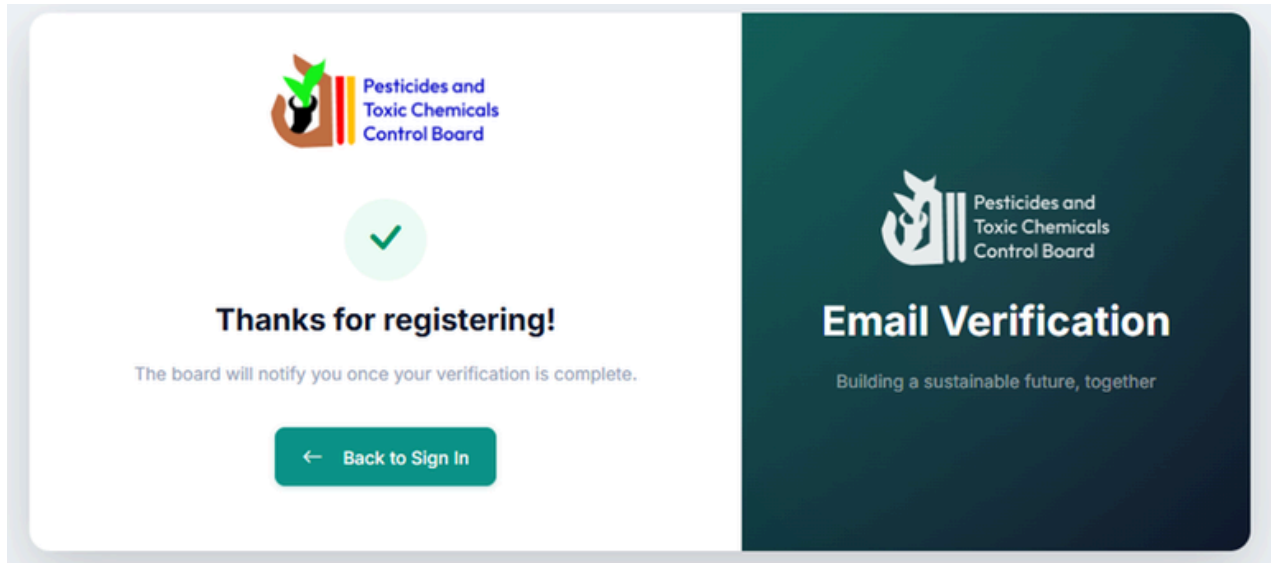 Pesticides and
Toxic Chemicals
Control Board
Thanks for registering!
The board will notify you once your verification is complete.
← Back to Sign In
Pesticides and
Toxic Chemicals
Control Board
Email Verification
Building a sustainable future, together